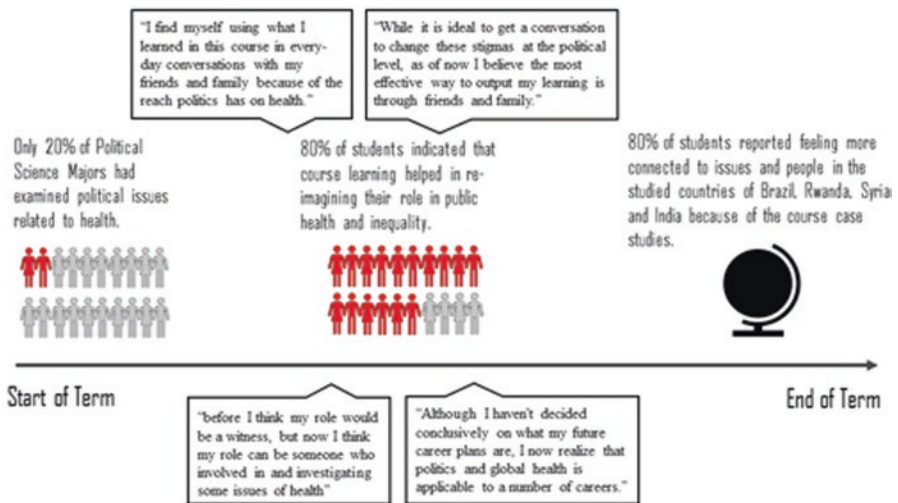 "I find myself using what I
learned in this course in every-
day conversations with my
friends and family because of the
reach politics has on health."
"While it is ideal to get a conversation
to change these stigmas at the political
level, as of now I believe the most
effective way to output my learning is
through friends and family."
Only 20% of Political
Science Majors had
examined political issues
related to health.
80% of students indicated that
course learning helped in re-
imagining their role in public
health and inequality.
80% of students reported feeling more
connected to issues and people in the
studied countries of Brazil, Rwanda, Syria
and India because of the course case
studies.
Start of Term
End of Term
"before I think my role would
be a witness, but now I think
my role can be someone who
involved in and investigating
some issues of health"
"Although I haven't decided
conclusively on what my future
career plans are, I now realize that
politics and global health is
applicable to a number of careers."